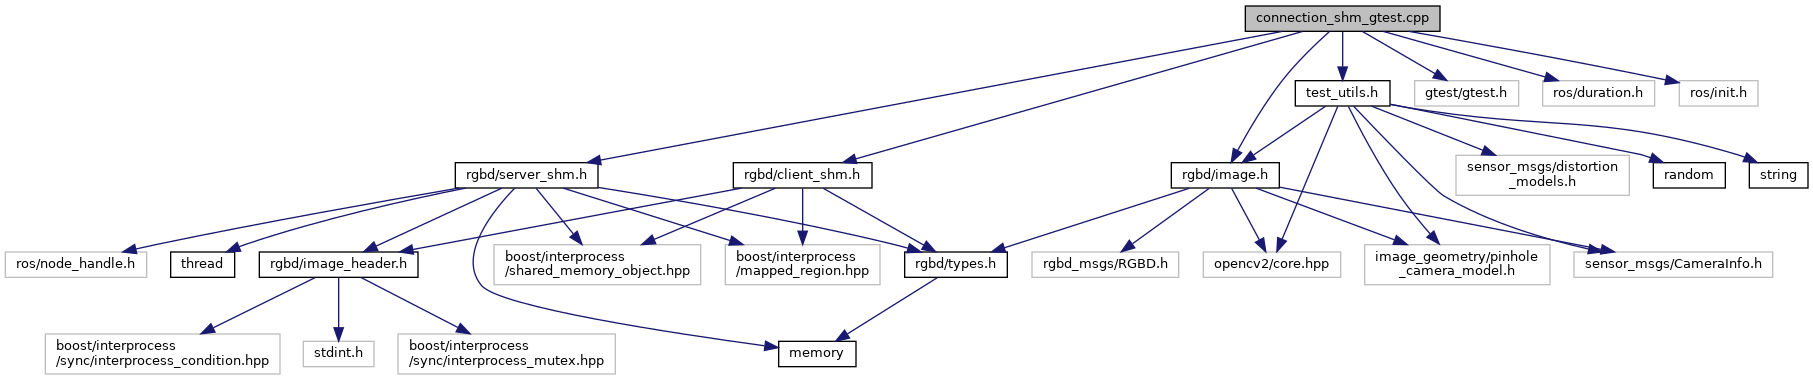 connection_shm_gtest.cpp
test_utils.h
gtest/gtest.h
ros/duration.h
ros/init.h
rgbd/server_shm.h
rgbd/client_shm.h
rgbd/image.h
sensor_msgs/distortion
_models.h
random
string
ros/node_handle.h
thread
rgbd/image_header.h
boost/interprocess
/shared_memory_object.hpp
boost/interprocess
/mapped_region.hpp
rgbd/types.h
rgbd_msgs/RGBD.h
opencv2/core.hpp
image_geometry/pinhole
_camera_model.h
sensor_msgs/CameraInfo.h
boost/interprocess
/sync/interprocess_condition.hpp
stdint.h
boost/interprocess
/sync/interprocess_mutex.hpp
memory